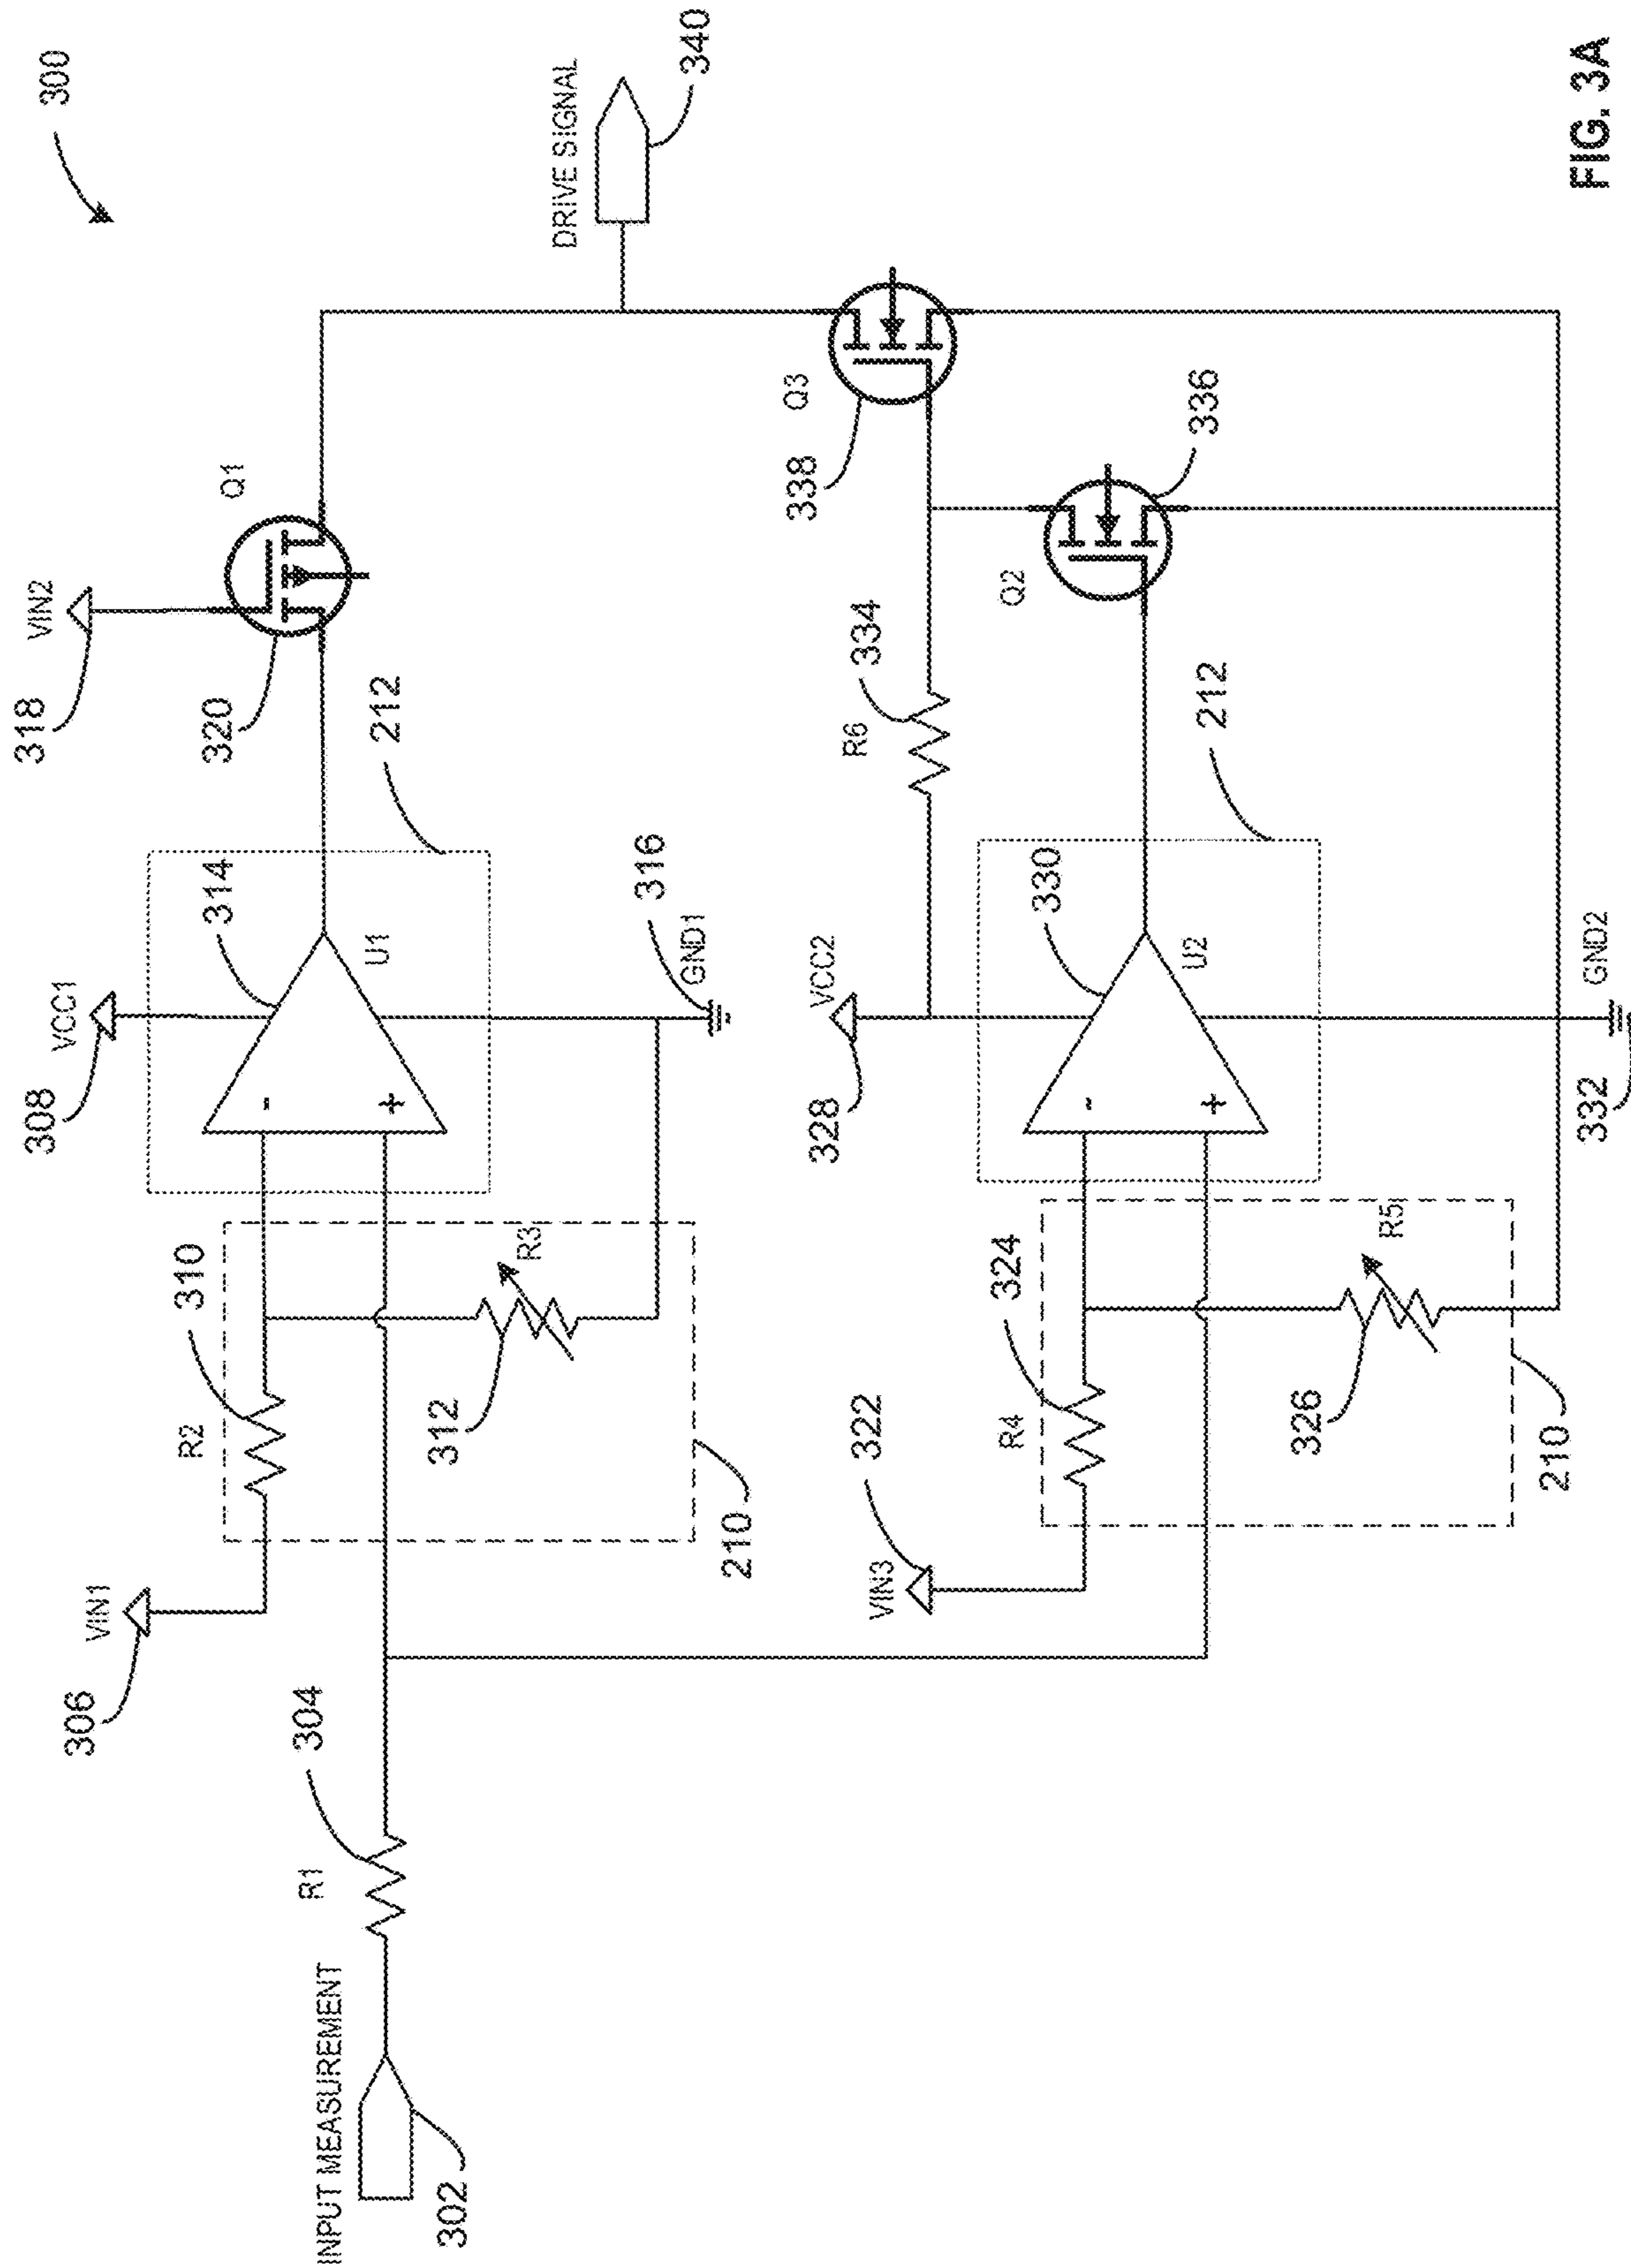 300
VIN2
318
Q1
320
VCC1
308
314
212
U1
316
GND1
-
+
VIN1
306
R2
310
R3
312
210
DRIVE SIGNAL
340
Q3
338
INPUT MEASUREMENT
302
R1
304
R6
334
Q2
336
VCC2
328
330
212
U2
-
+
VIN3
322
R4
324
R5
326
210
GND2
332
FIG. 3A